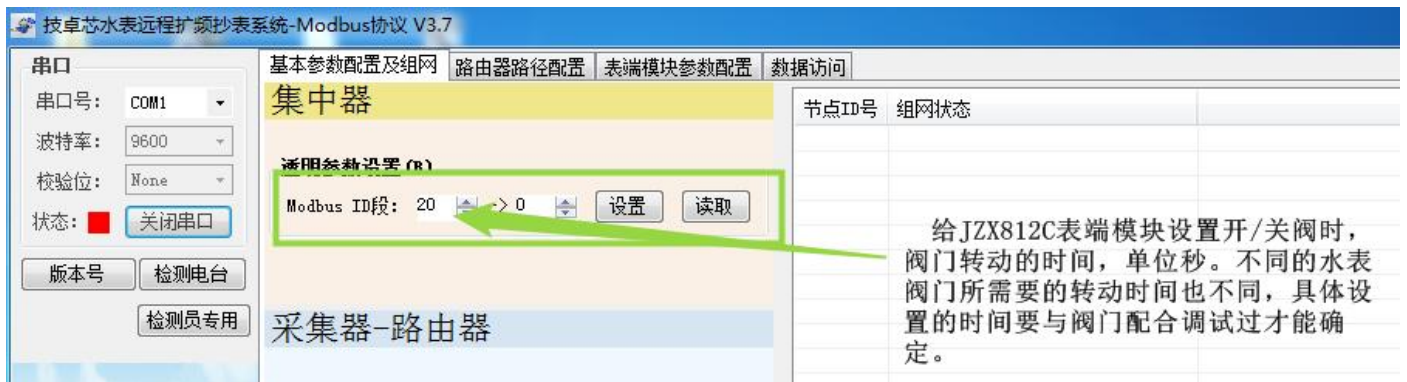 技卓芯水表远程扩频抄表系统-Modbus协议 V3.7
串口
串口号: COM1
波特率: 9600
校验位: None
状态: 关闭串口
版本号 检测电台
检测员专用
基本参数配置及组网 路由器路径配置 表端模块参数配置 数据访问
集中器
透明参数设置(R)
Modbus ID段: 20 -> 0 设置 读取
采集器-路由器
节点ID号 组网状态
给JZX812C表端模块设置开/关阀时，
阀门转动的时间，单位秒。不同的水表
阀门所需要的转动时间也不同，具体设
置的时间要与阀门配合调试过才能确
定。